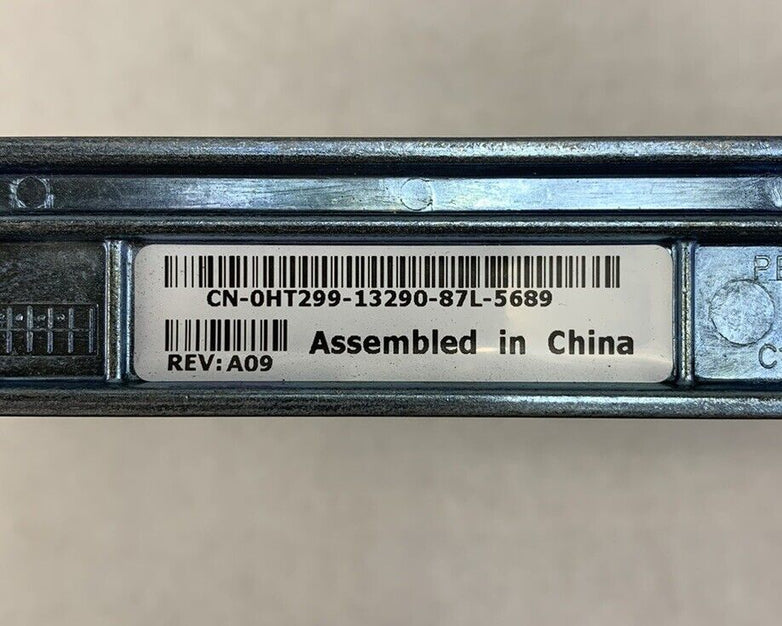 CN-0HT299-13290-87L-5689
REV:A09
Assembled in China